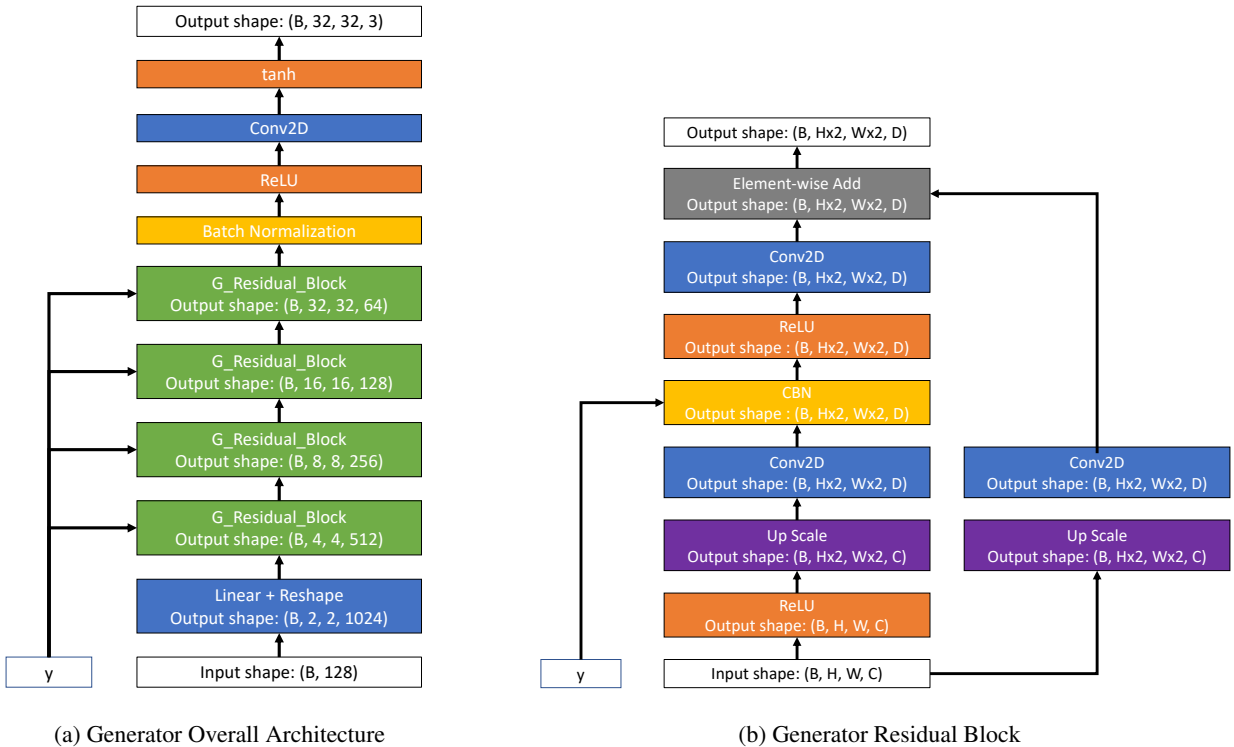 Output shape: (B, 32, 32, 3)
tanh
Conv2D
ReLU
Batch Normalization
G_Residual_Block
Output shape: (B, 32, 32, 64)
G_Residual_Block
Output shape: (B, 16, 16, 128)
G_Residual_Block
Output shape: (B, 8, 8, 256)
G_Residual_Block
Output shape: (B, 4, 4, 512)
Linear + Reshape
Output shape: (B, 2, 2, 1024)
y
Input shape: (B, 128)
(a) Generator Overall Architecture
Output shape: (B, Hx2, Wx2, D)
Element-wise Add
Output shape: (B, Hx2, Wx2, D)
Conv2D
Output shape: (B, Hx2, Wx2, D)
ReLU
Output shape : (B, Hx2, Wx2, D)
CBN
Output shape : (B, Hx2, Wx2, D)
Conv2D
Output shape: (B, Hx2, Wx2, D)
Up Scale
Output shape: (B, Hx2, Wx2, C)
ReLU
Output shape: (B, H, W, C)
y
Input shape: (B, H, W, C)
Conv2D
Output shape: (B, Hx2, Wx2, D)
Up Scale
Output shape: (B, Hx2, Wx2, C)
(b) Generator Residual Block